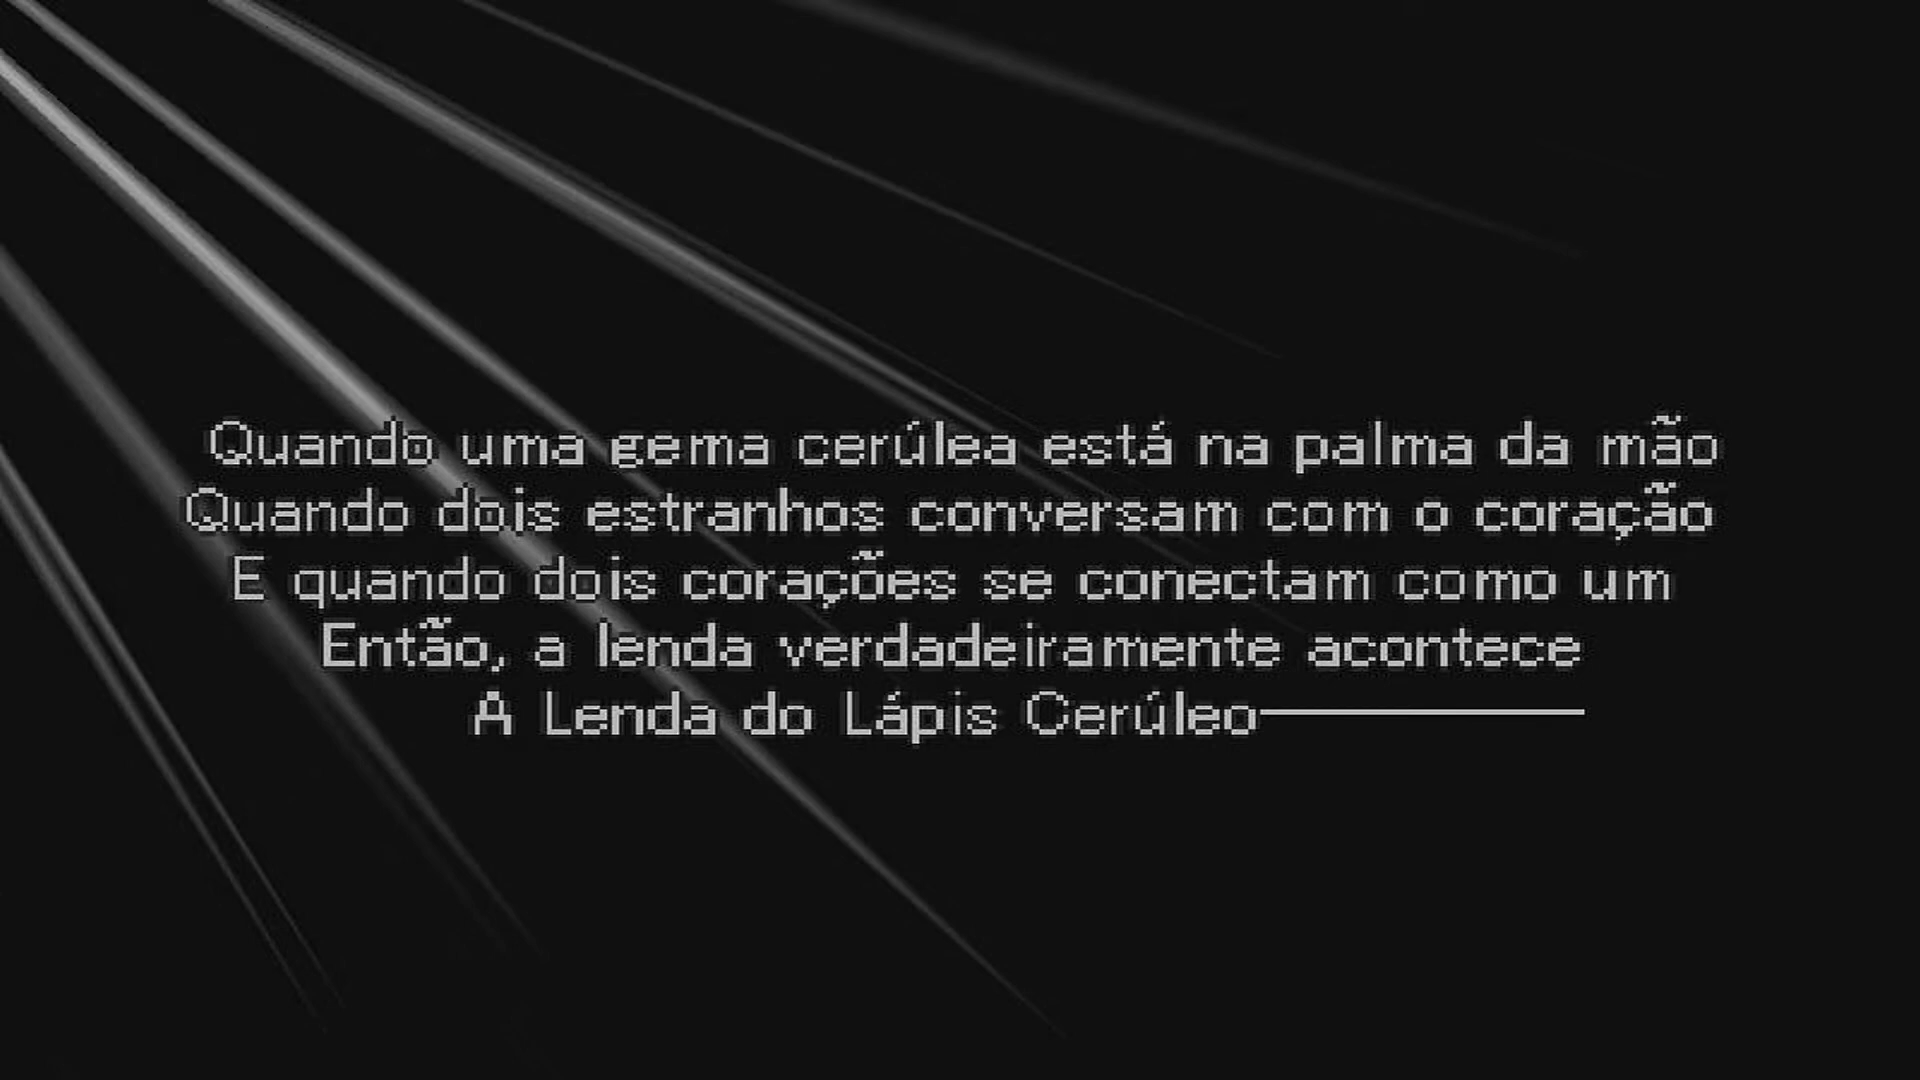 Quando uma gema cerúlea está na palma da mão
Quando dois estranhos conversam com o coração
E quando dois corações se conectam como um
Então, a lenda verdadeiramente acontece
A Lenda do Lápis Cerúleo────